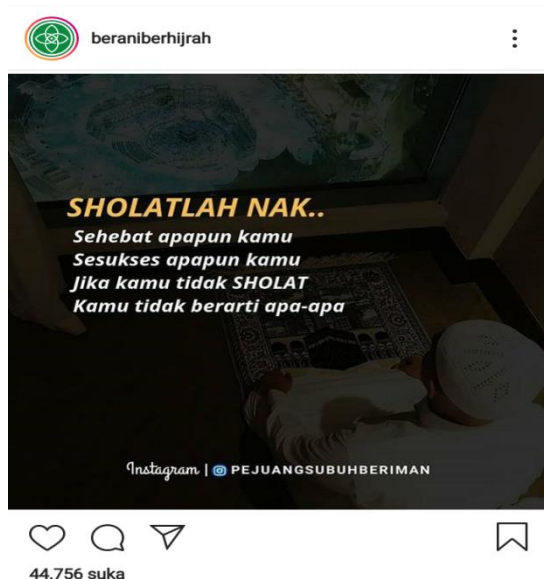 beraniberhijrah
SHOLATLAH NAK..
Sehebat apapun kamu
Sesukses apapun kamu
Jika kamu tidak SHOLAT
Kamu tidak berarti apa-apa
Instagram | PEJUANGSUBUHBERIMAN
44.756 suka